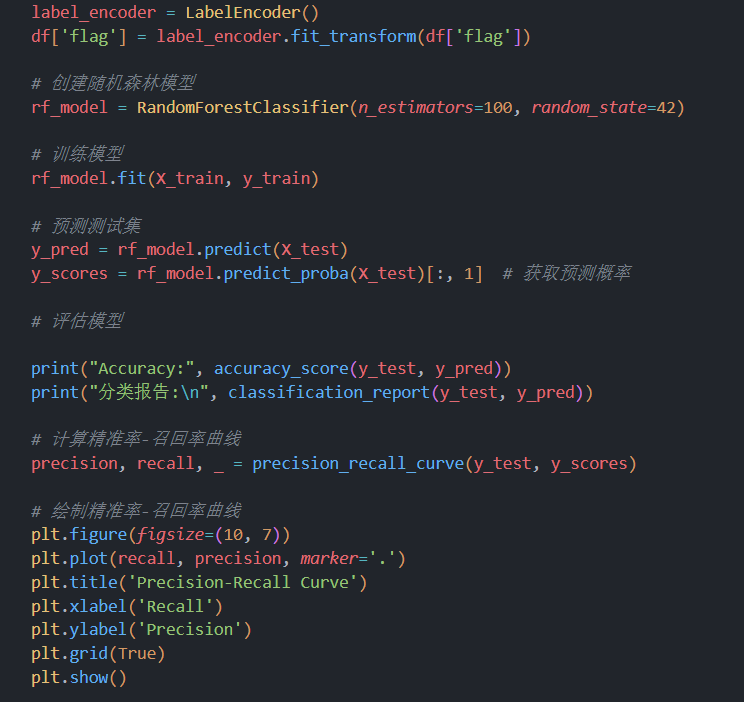 label_encoder = LabelEncoder()
df['flag'] = label_encoder.fit_transform(df['flag'])
# 创建随机森林模型
rf_model = RandomForestClassifier(n_estimators=100, random_state=42)
# 训练模型
rf_model.fit(X_train, y_train)
# 预测测试集
y_pred = rf_model.predict(X_test)
y_scores = rf_model.predict_proba(X_test)[:, 1]  # 获取预测概率
# 评估模型
print("Accuracy:", accuracy_score(y_test, y_pred))
print("分类报告:\n", classification_report(y_test, y_pred))
# 计算精准率-召回率曲线
precision, recall, _ = precision_recall_curve(y_test, y_scores)
# 绘制精准率-召回率曲线
plt.figure(figsize=(10, 7))
plt.plot(recall, precision, marker='.')
plt.title('Precision-Recall Curve')
plt.xlabel('Recall')
plt.ylabel('Precision')
plt.grid(True)
plt.show()